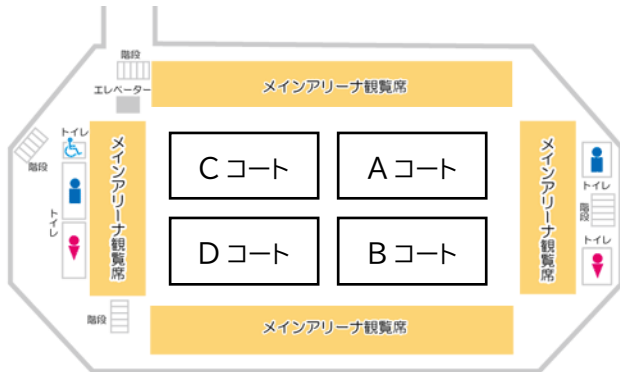 階段
メインアリーナ観覧席
エレベーター
トイレ
階段
メインアリーナ観覧席
Cコート
Aコート
メインアリーナ観覧席
トイレ
階段
トイレ
トイレ
Dコート
Bコート
階段
メインアリーナ観覧席